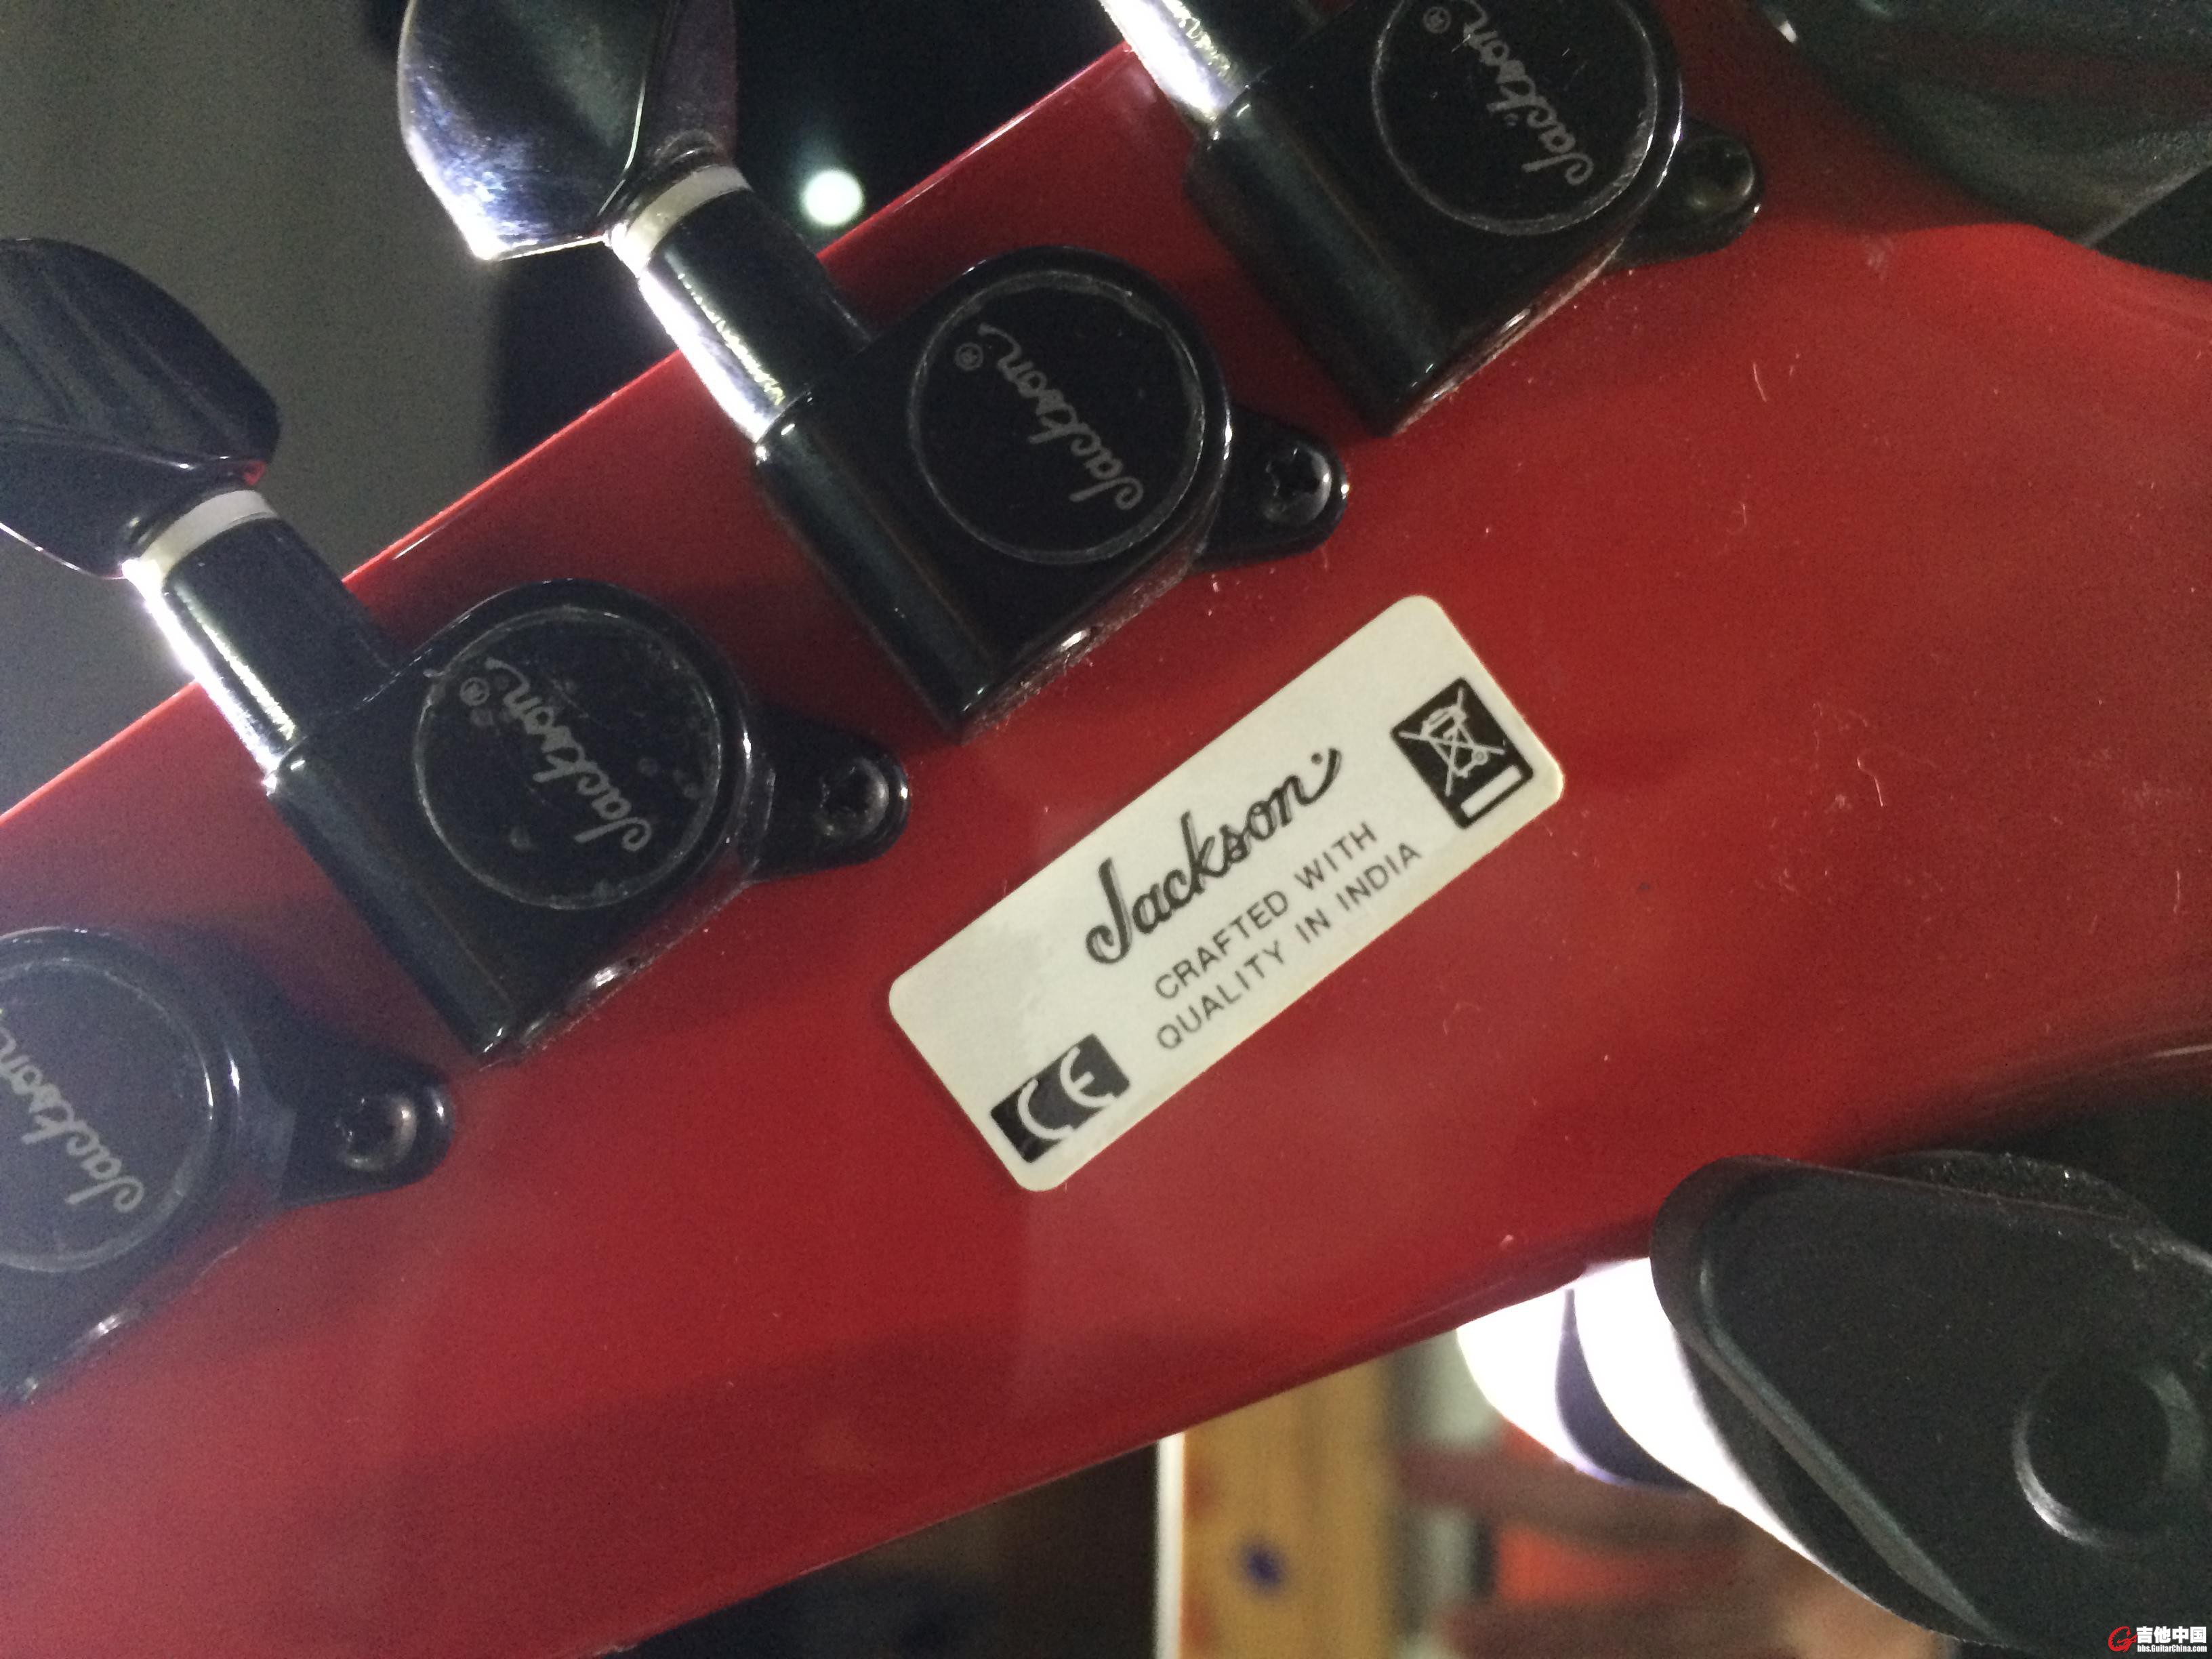 Jackson®
Jackson®
Jackson®
Jackson
Jackson
CRAFTED WITH
QUALITY IN INDIA
CE
吉他中国
bbs.GuitarChina.com